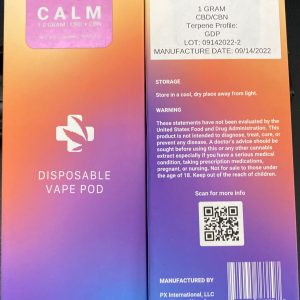 CALM
1.0 GRAM | CBD + CBN
DISPOSABLE
VAPE POD
1 GRAM
CBD/CBN
Terpene Profile:
GDP
LOT: 09142022-2
MANUFACTURE DATE: 09/14/2022
STORAGE
Store in a cool, dry place away from light.
WARNING
These statements have not been evaluated by the
United States Food and Drug Administration. This
product is not intended to diagnose, treat, cure, or
prevent any disease. A doctor's advice should be
sought before using this or any other cannabis
extract especially if you have a serious medical
condition, taking prescription medications,
pregnant, or nursing. Not for sale to those under
the age of 18. Keep out of the reach of children.
Scan for more Info
MANUFACTURED BY
PX International, LLC